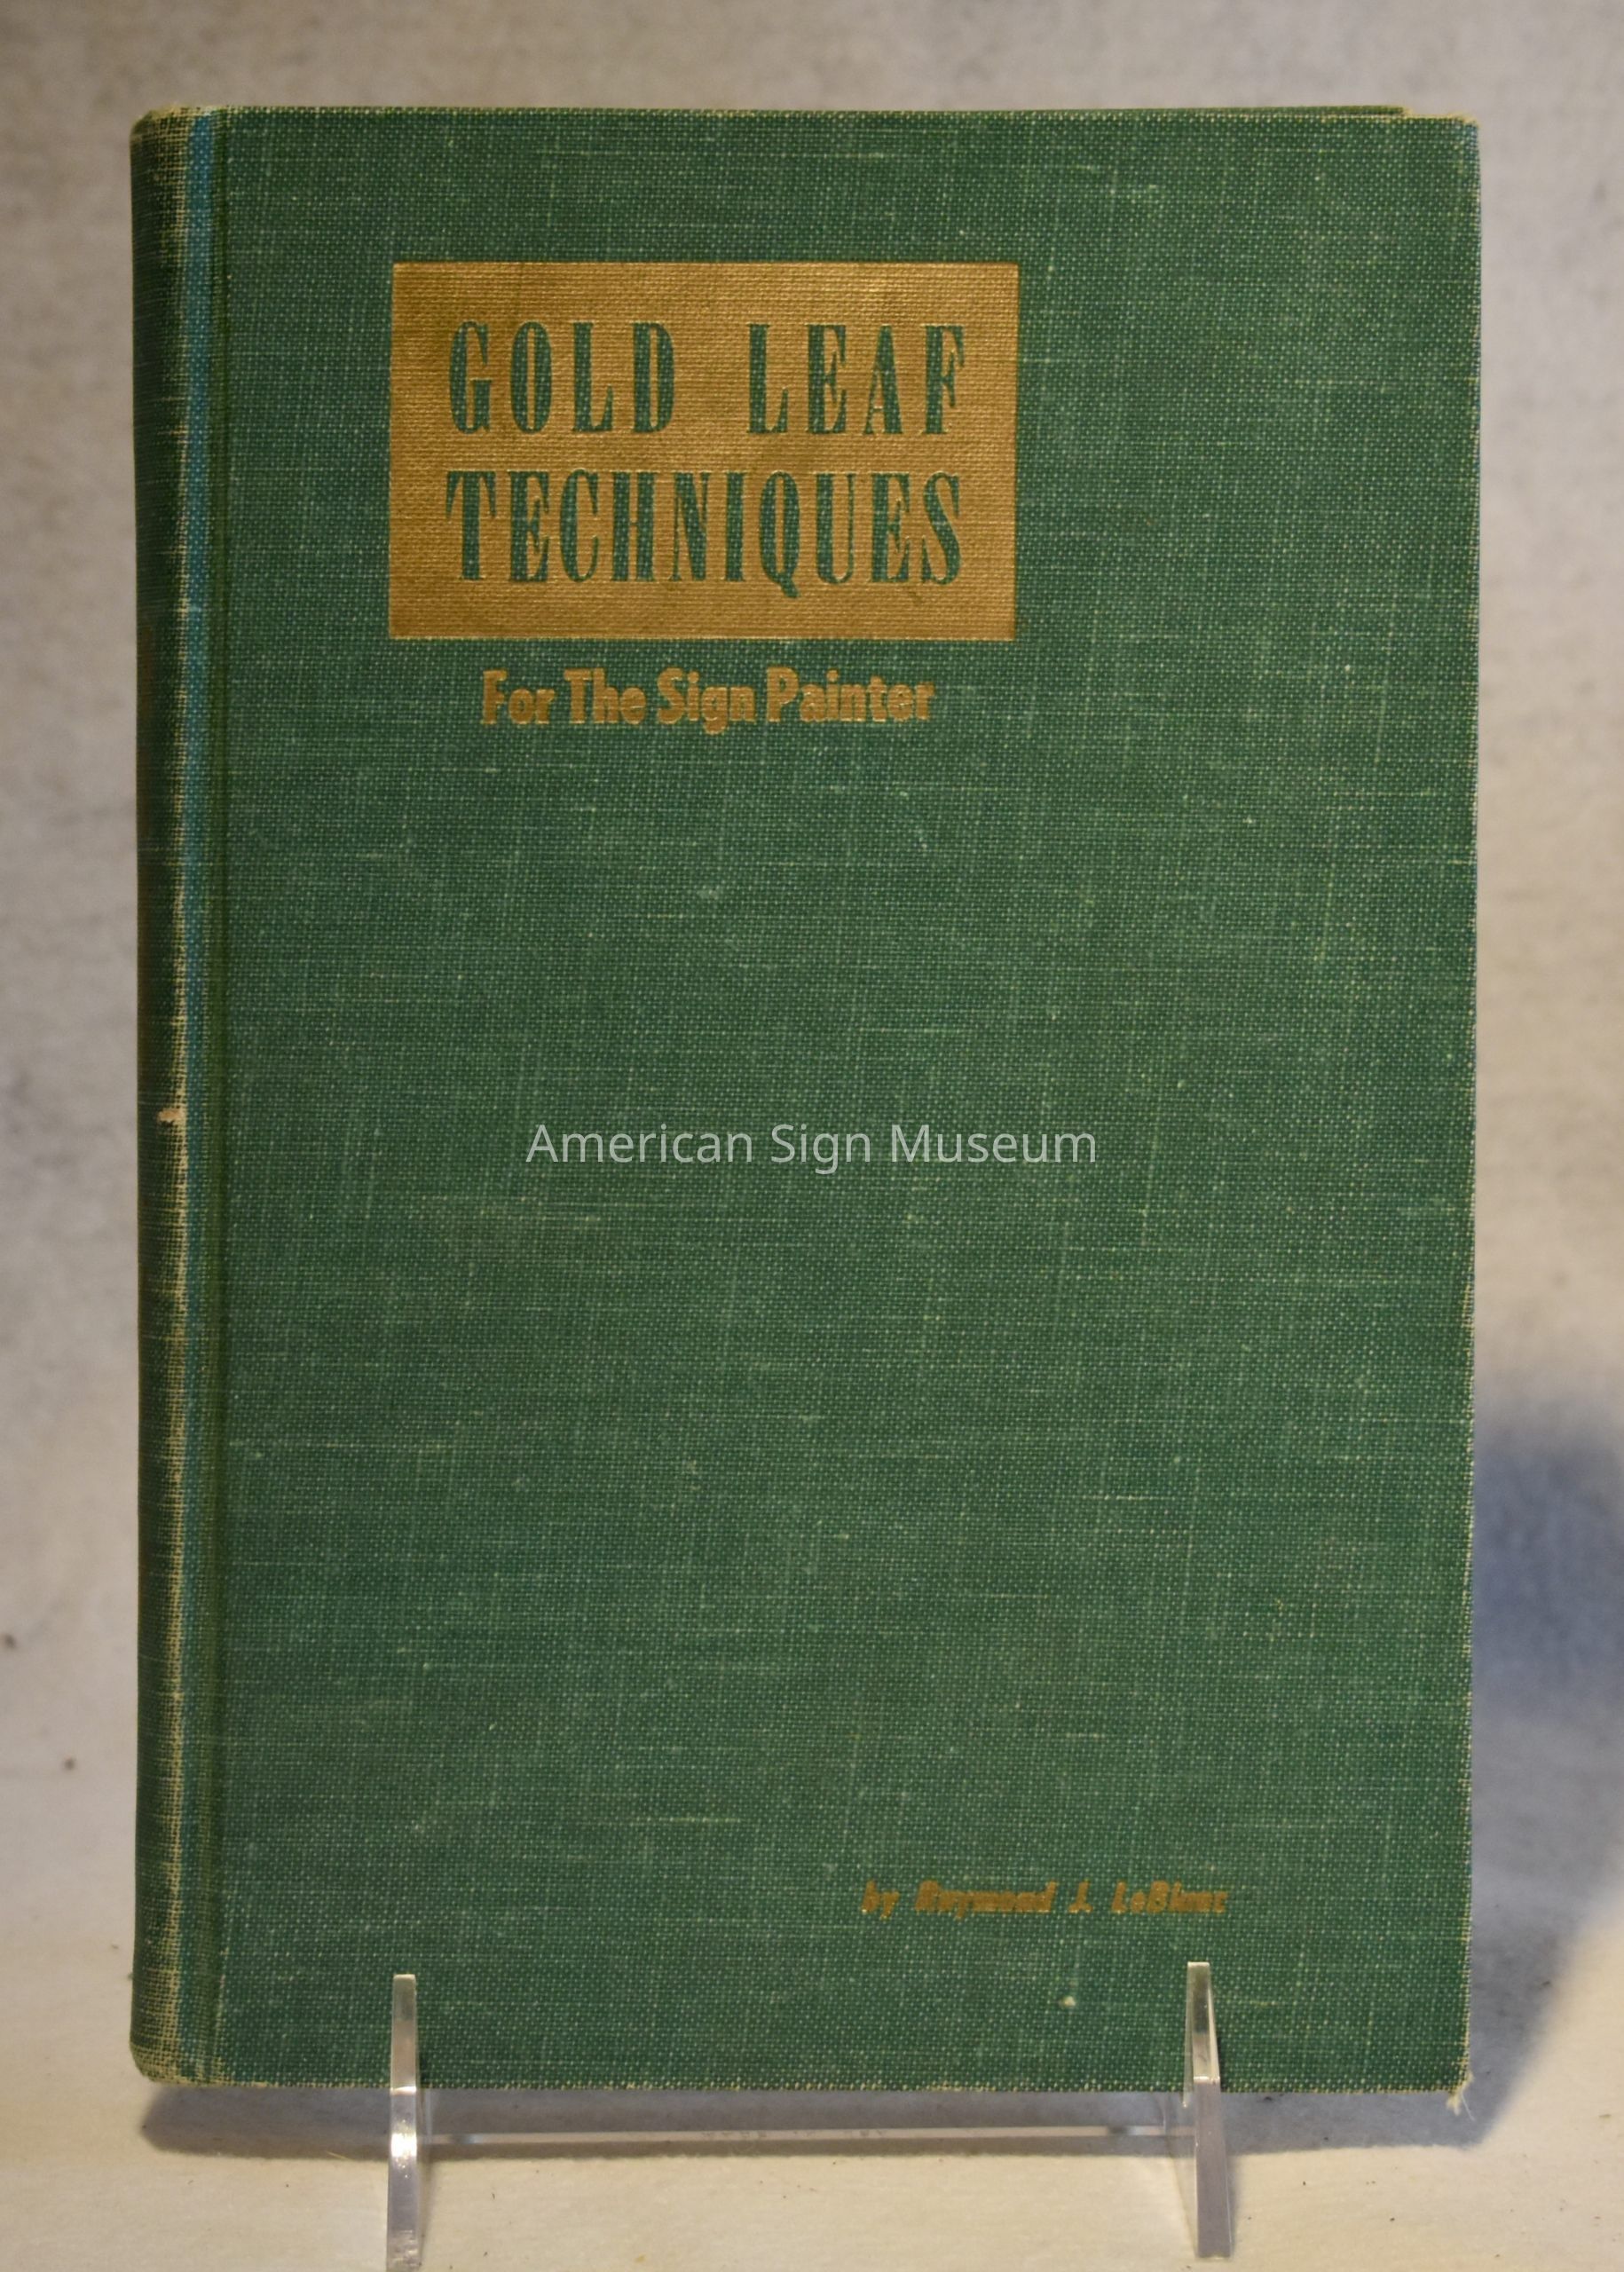 GOLD LEAF
TECHNIQUES
For The Sign Painter
American Sign Museum
by Raymond J. LeBlanc